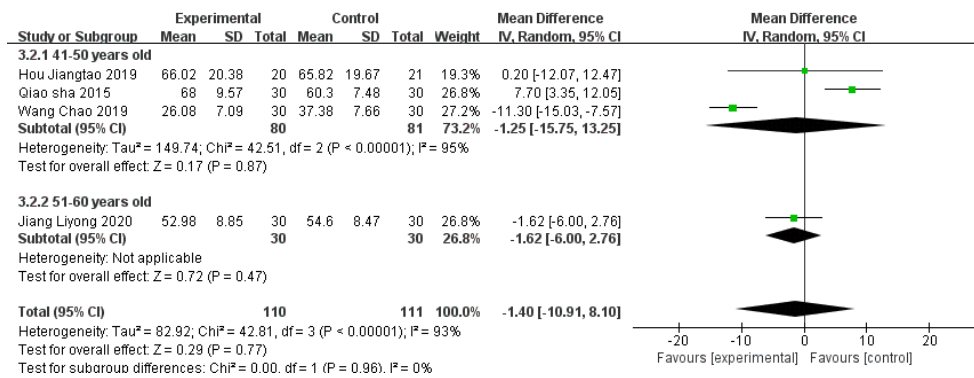 Experimental Control Mean Difference Mean Difference
Study or Subgroup Mean SD Total Mean SD Total Weight IV, Random, 95% CI IV, Random, 95% CI
3.2.1 41-50 years old
Hou Jiangtao 2019 66.02 20.38 20 65.82 19.67 21 19.3% 0.20 [-12.07, 12.47]
Qiao sha 2015 68 9.57 30 60.3 7.48 30 26.8% 7.70 [3.35, 12.05]
Wang Chao 2019 26.08 7.09 30 37.38 7.66 30 27.2% -11.30 [-15.03, -7.57]
Subtotal (95% CI) 80 81 73.2% -1.25 [-15.75, 13.25]
Heterogeneity: Tau² = 149.74; Chi² = 42.51, df = 2 (P < 0.00001); I² = 95%
Test for overall effect: Z = 0.17 (P = 0.87)
3.2.2 51-60 years old
Jiang Liyong 2020 52.98 8.85 30 54.6 8.47 30 26.8% -1.62 [-6.00, 2.76]
Subtotal (95% CI) 30 30 26.8% -1.62 [-6.00, 2.76]
Heterogeneity: Not applicable
Test for overall effect: Z = 0.72 (P = 0.47)
Total (95% CI) 110 111 100.0% -1.40 [-10.91, 8.10]
Heterogeneity: Tau² = 82.92; Chi² = 42.81, df = 3 (P < 0.00001); I² = 93%
Test for overall effect: Z = 0.29 (P = 0.77)
Test for subgroup differences: Chi² = 0.00, df = 1 (P = 0.96), I² = 0%
-20 -10 0 10 20
Favours [experimental] Favours [control]